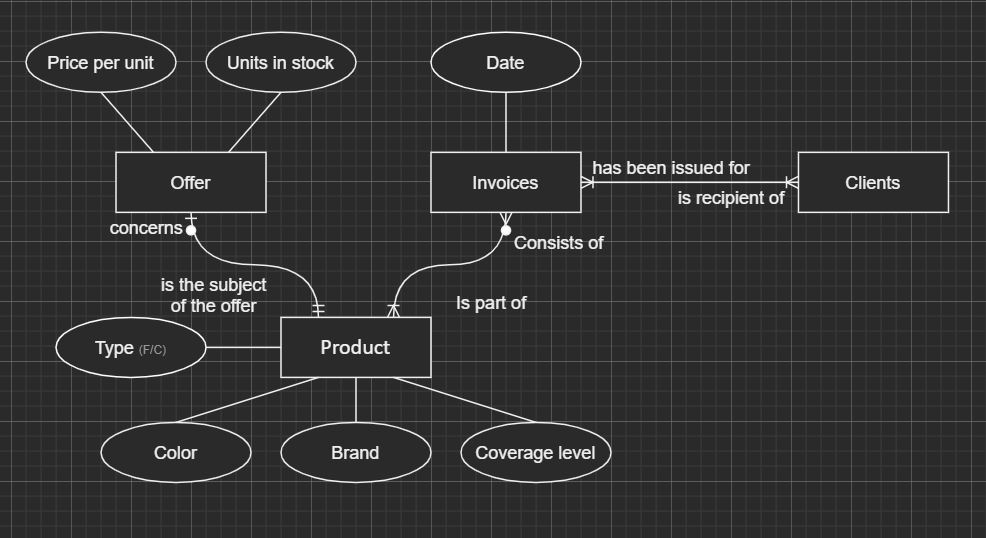 Price per unit
Units in stock
Date
Offer
Invoices
has been issued for
is recipient of
Clients
concerns
Consists of
is the subject
of the offer
Is part of
Type (F/C)
Product
Color
Brand
Coverage level